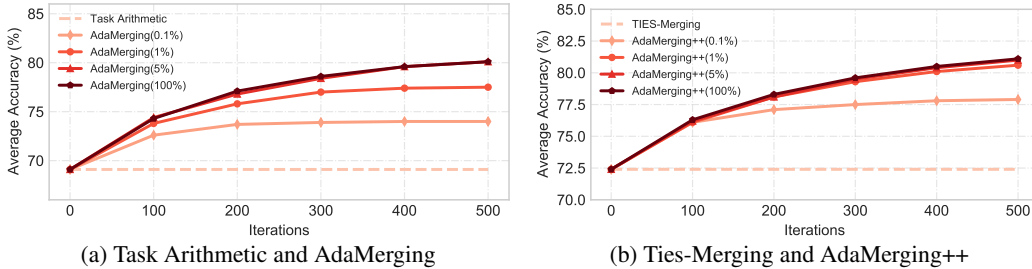 85
80
75
70
Average Accuracy (%)
Task Arithmetic
AdaMerging(0.1%)
AdaMerging(1%)
AdaMerging(5%)
AdaMerging(100%)
0 100 200 300 400 500
Iterations
(a) Task Arithmetic and AdaMerging
85.0
82.5
80.0
77.5
75.0
72.5
70.0
Average Accuracy (%)
TIES-Merging
AdaMerging++(0.1%)
AdaMerging++(1%)
AdaMerging++(5%)
AdaMerging++(100%)
0 100 200 300 400 500
Iterations
(b) Ties-Merging and AdaMerging++